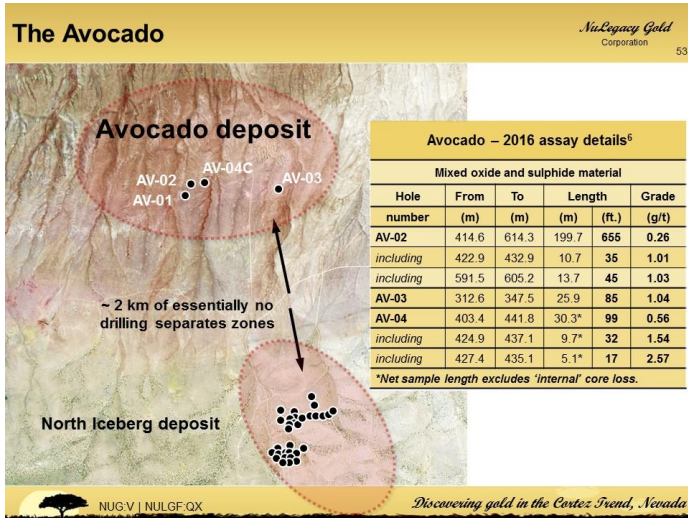 The Avocado
NuLegacy Gold
Corporation
53
Avocado deposit
AV-04C
AV-02
AV-03
AV-01
~ 2 km of essentially no
drilling separates zones
North Iceberg deposit
Avocado – 2016 assay details6
Mixed oxide and sulphide material
Hole From To Length Grade
number (m) (m) (m) (ft.) (g/t)
AV-02 414.6 614.3 199.7 655 0.26
including 422.9 432.9 10.7 35 1.01
including 591.5 605.2 13.7 45 1.03
AV-03 312.6 347.5 25.9 85 1.04
AV-04 403.4 441.8 30.3* 99 0.56
including 424.9 437.1 9.7* 32 1.54
including 427.4 435.1 5.1* 17 2.57
*Net sample length excludes ‘internal’ core loss.
NUG:V | NULGF:QX
Discovering gold in the Cortez Trend, Nevada